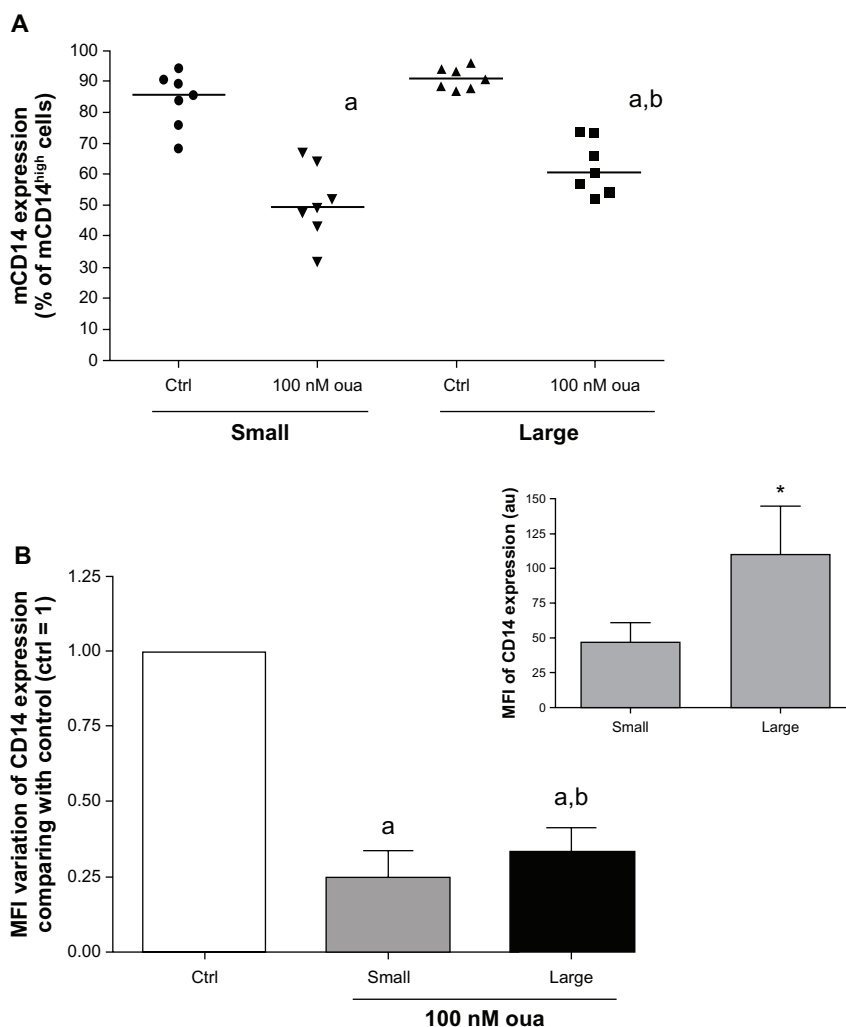 A
mCD14 expression
(% of mCD14high cells)
100
90
80
70
60
50
40
30
20
10
0
a
a,b
Ctrl
100 nM oua
Ctrl
100 nM oua
Small
Large
MFI of CD14 expression (au)
150
125
100
75
50
25
0
*
Small
Large
B
MFI variation of CD14 expression
comparing with control (ctrl = 1)
1.25
1.00
0.75
0.50
0.25
0.00
a
a,b
Ctrl
Small
Large
100 nM oua